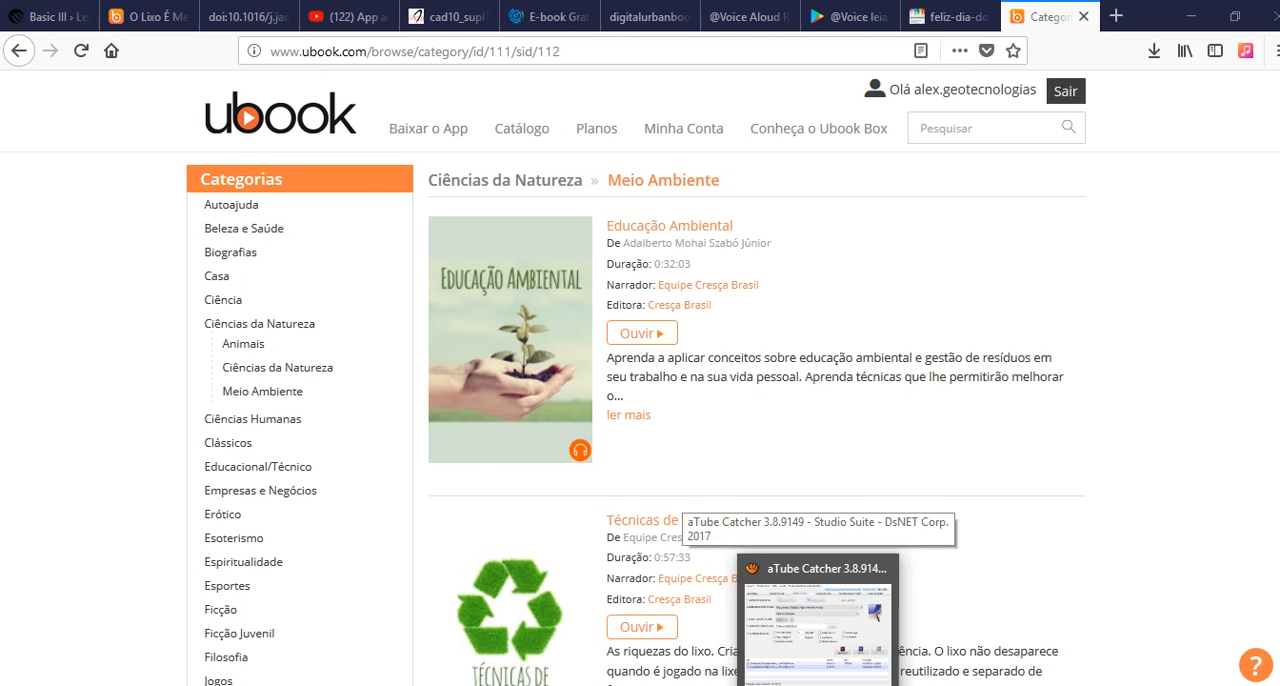 Basic III › Le
O Lixo É Me
doi:10.1016/j.jac
(122) App a
cad10_supl1
E-book Grat
digitalurbanboo
@Voice Aloud R
@Voice leia
feliz-dia-do
Categor
www.ubook.com/browse/category/id/111/sid/112
Olá alex.geotecnologias
Sair
ubook
Baixar o App
Catálogo
Planos
Minha Conta
Conheça o Ubook Box
Pesquisar
Categorias
Autoajuda
Beleza e Saúde
Biografias
Casa
Ciência
Ciências da Natureza
Animais
Ciências da Natureza
Meio Ambiente
Ciências Humanas
Clássicos
Educacional/Técnico
Empresas e Negócios
Erótico
Esoterismo
Espiritualidade
Esportes
Ficção
Ficção Juvenil
Filosofia
Jogos
Ciências da Natureza » Meio Ambiente
EDUCAÇÃO AMBIENTAL
Educação Ambiental
De Adalberto Mohai Szabó Júnior
Duração: 0:32:03
Narrador: Equipe Cresça Brasil
Editora: Cresça Brasil
Ouvir
Aprenda a aplicar conceitos sobre educação ambiental e gestão de resíduos em
seu trabalho e na sua vida pessoal. Aprenda técnicas que lhe permitirão melhorar
o...
ler mais
TÉCNICAS DE
Técnicas de
De Equipe Cres
Duração: 0:57:33
Narrador: Equipe Cresça B
Editora: Cresça Brasil
Ouvir
As riquezas do lixo. Cria ência. O lixo não desaparece
quando é jogado na lixe reutilizado e separado de
aTube Catcher 3.8.9149 - Studio Suite - DsNET Corp.
2017
aTube Catcher 3.8.914...
?